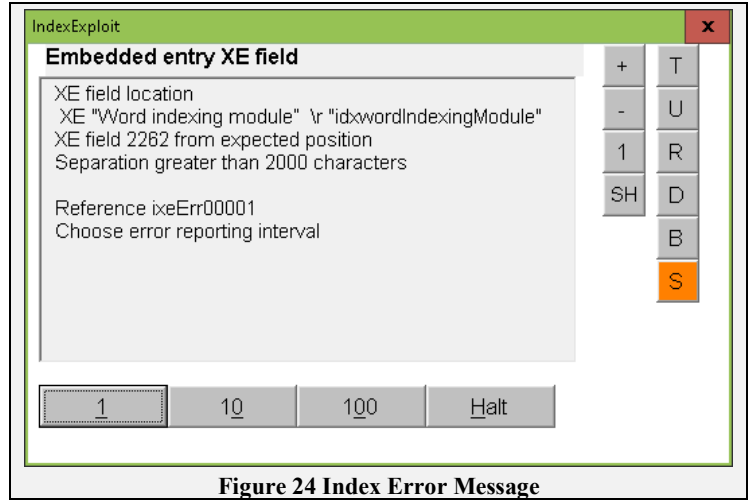 IndexExploit
x
Embedded entry XE field
XE field location
XE "Word indexing module" \r "idxwordIndexingModule"
XE field 2262 from expected position
Separation greater than 2000 characters
Reference ixeErr00001
Choose error reporting interval
+ T
- U
1 R
SH D
B
S
1 10 100 Halt
Figure 24 Index Error Message